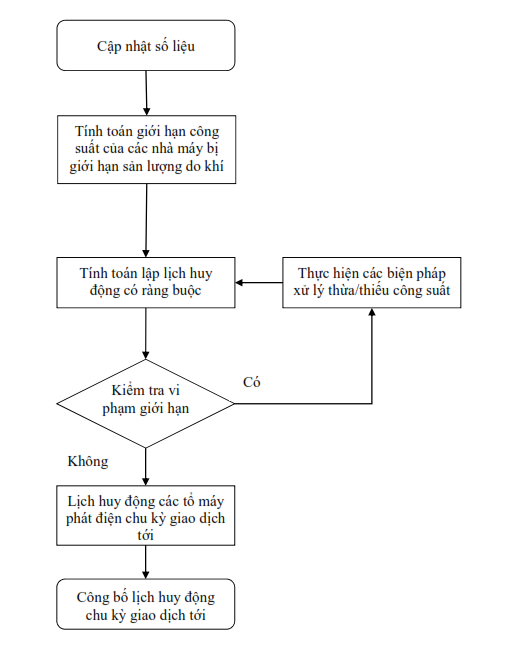 Cập nhật số liệu
Tính toán giới hạn công
suất của các nhà máy bị
giới hạn sản lượng do khí
Tính toán lập lịch huy
động có ràng buộc
Thực hiện các biện pháp
xử lý thừa/thiếu công suất
Kiểm tra vi
phạm giới hạn
Có
Không
Lịch huy động các tổ máy
phát điện chu kỳ giao dịch
tới
Công bố lịch huy động
chu kỳ giao dịch tới